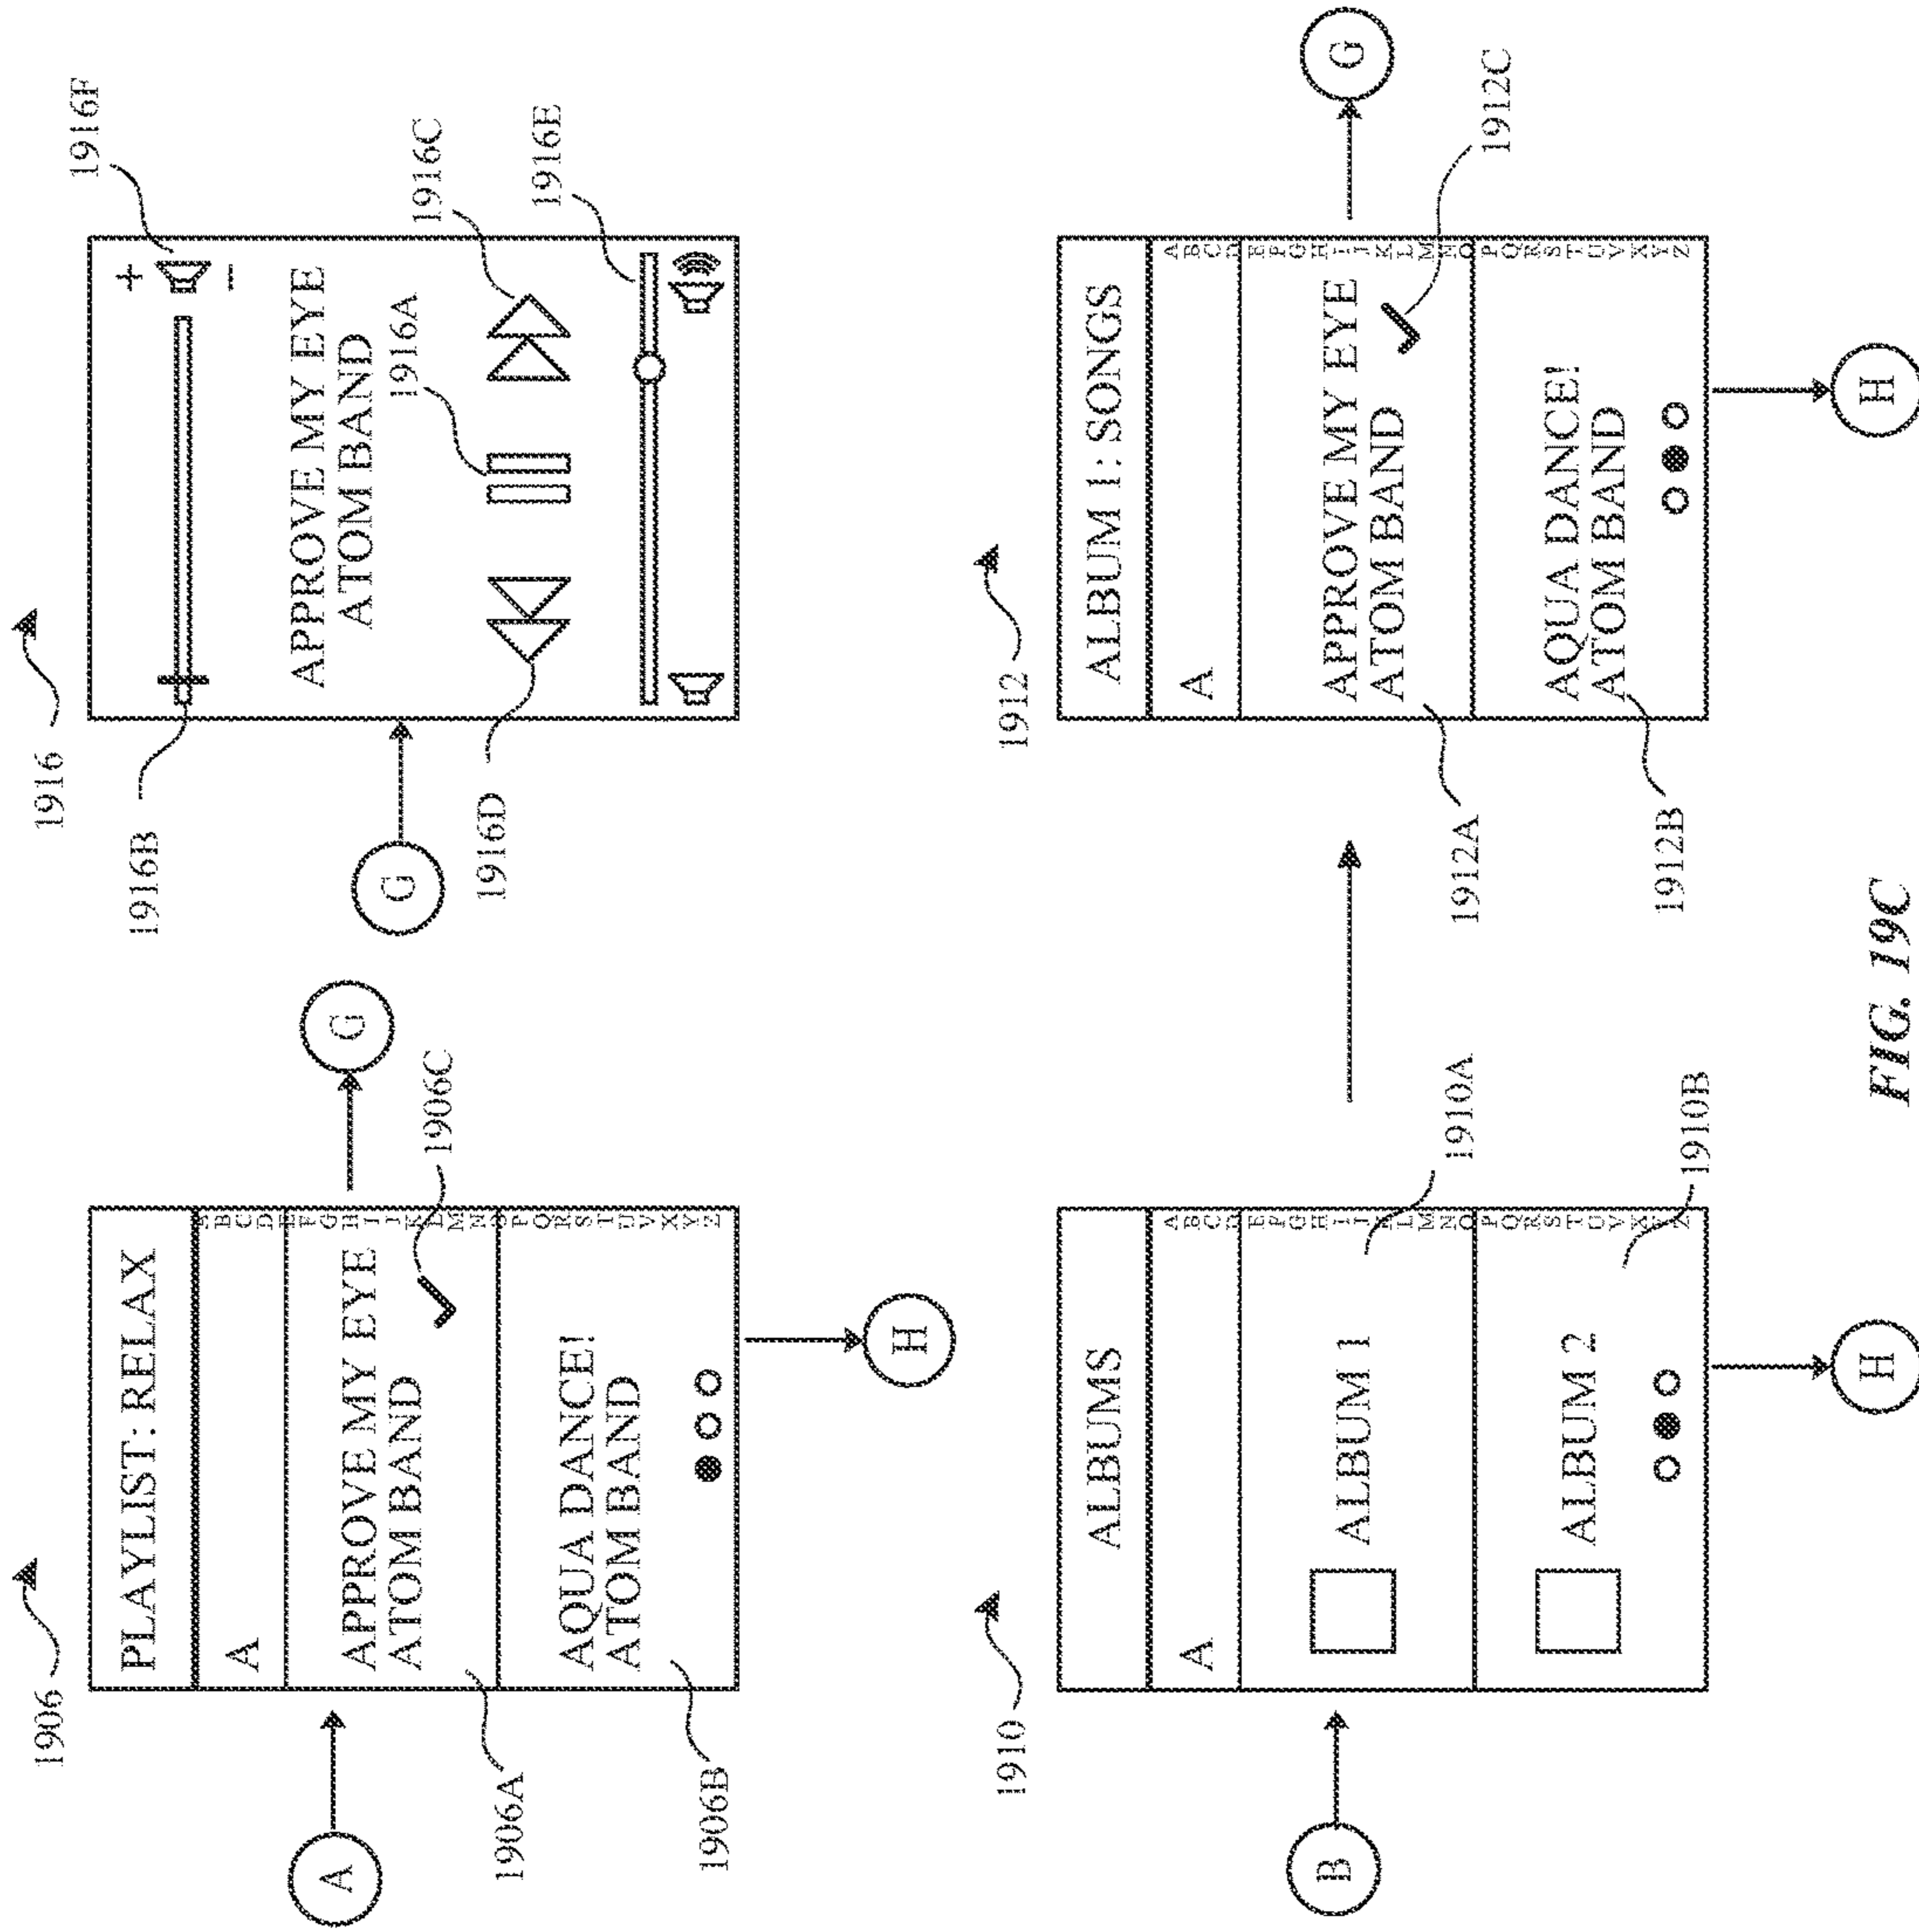 1906
PLAYLIST: RELAX
A
APPROVE MY EYE
ATOM BAND
AQUA DANCE!
ATOM BAND
A B C D E F G H I J K L M N O P Q R S T U V X Y Z
A
G
1906C
1906A
1906B
H
1916
1916F
1916B
+
−
APPROVE MY EYE
ATOM BAND
1916A
1916C
G
1916D
1916E
1910
ALBUMS
A
ALBUM 1
ALBUM 2
A B C D E F G H I J K L M N O P Q R S T U V X Y Z
B
1910A
1910B
H
1912
ALBUM 1: SONGS
A
APPROVE MY EYE
ATOM BAND
AQUA DANCE!
ATOM BAND
A B C D E F G H I J K L M N O P Q R S T U V X Y Z
G
1912C
1912A
1912B
H
FIG. 19C